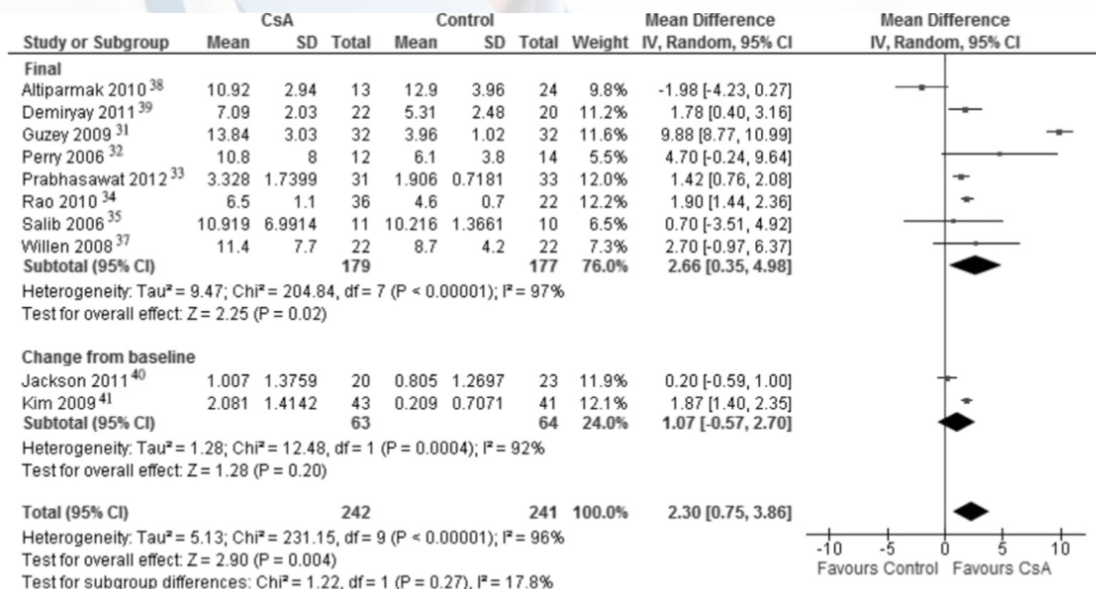 CsA Control Mean Difference Mean Difference
Study or Subgroup Mean SD Total Mean SD Total Weight IV, Random, 95% CI IV, Random, 95% CI
Final
Altiparmak 2010 38 10.92 2.94 13 12.9 3.96 24 9.8% -1.98 [-4.23, 0.27]
Demiryay 2011 39 7.09 2.03 22 5.31 2.48 20 11.2% 1.78 [0.40, 3.16]
Guzey 2009 31 13.84 3.03 32 3.96 1.02 32 11.6% 9.88 [8.77, 10.99]
Perry 2006 32 10.8 8 12 6.1 3.8 14 5.5% 4.70 [-0.24, 9.64]
Prabhasawat 2012 33 3.328 1.7399 31 1.906 0.7181 33 12.0% 1.42 [0.76, 2.08]
Rao 2010 34 6.5 1.1 36 4.6 0.7 22 12.2% 1.90 [1.44, 2.36]
Salib 2006 35 10.919 6.9914 11 10.216 1.3661 10 6.5% 0.70 [-3.51, 4.92]
Willen 2008 37 11.4 7.7 22 8.7 4.2 22 7.3% 2.70 [-0.97, 6.37]
Subtotal (95% CI) 179 177 76.0% 2.66 [0.35, 4.98]
Heterogeneity: Tau² = 9.47; Chi² = 204.84, df = 7 (P < 0.00001); I² = 97%
Test for overall effect: Z = 2.25 (P = 0.02)
Change from baseline
Jackson 2011 40 1.007 1.3759 20 0.805 1.2697 23 11.9% 0.20 [-0.59, 1.00]
Kim 2009 41 2.081 1.4142 43 0.209 0.7071 41 12.1% 1.87 [1.40, 2.35]
Subtotal (95% CI) 63 64 24.0% 1.07 [-0.57, 2.70]
Heterogeneity: Tau² = 1.28; Chi² = 12.48, df = 1 (P = 0.0004); I² = 92%
Test for overall effect: Z = 1.28 (P = 0.20)
Total (95% CI) 242 241 100.0% 2.30 [0.75, 3.86]
Heterogeneity: Tau² = 5.13; Chi² = 231.15, df = 9 (P < 0.00001); I² = 96%
Test for overall effect: Z = 2.90 (P = 0.004)
Test for subgroup differences: Chi² = 1.22, df = 1 (P = 0.27), I² = 17.8%
-10 -5 0 5 10
Favours Control Favours CsA